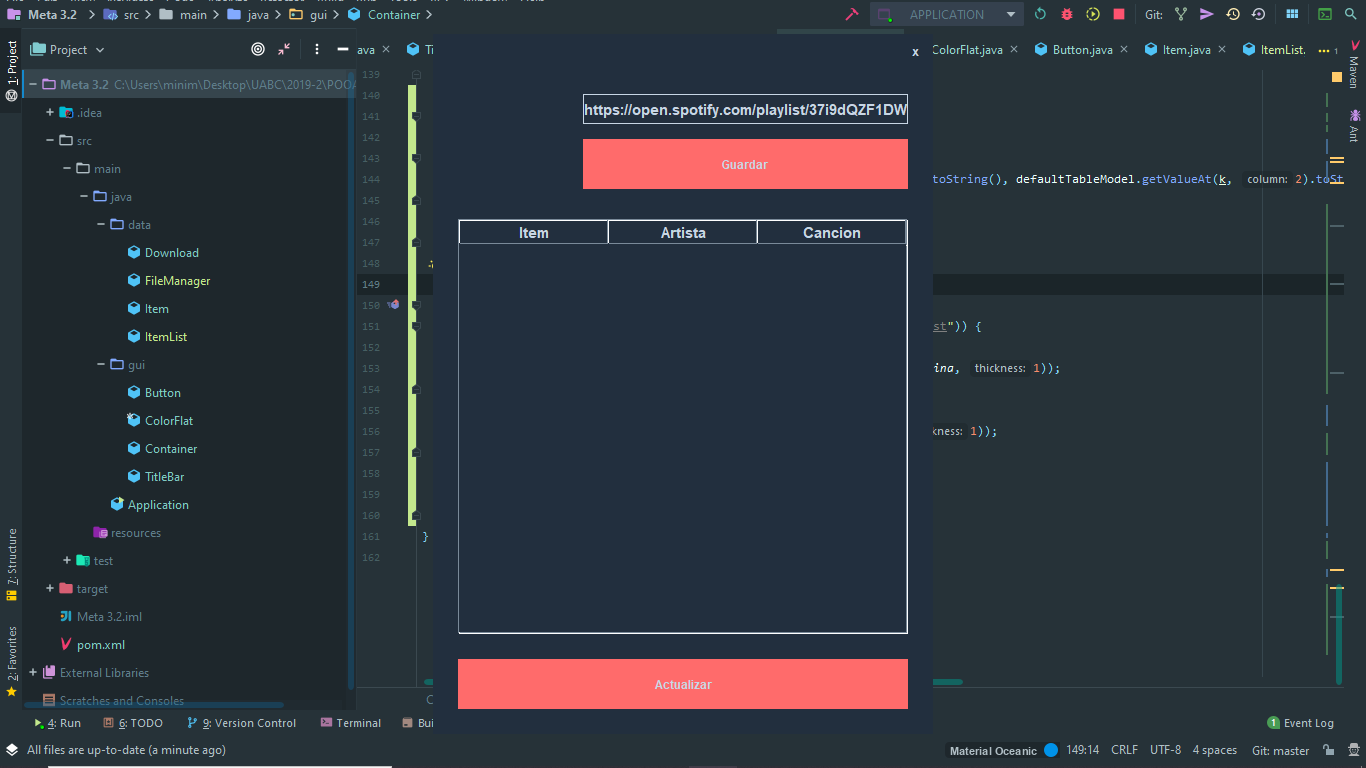 Meta 3.2 src main java gui Container APPLICATION Git:
Project
ava
ColorFlat.java Button.java Item.java ItemList. 1
1: Project
Meta 3.2 C:\Users\minim\Desktop\UABC\2019-2\POO
.idea
src
main
java
data
Download
FileManager
Item
ItemList
gui
Button
ColorFlat
Container
TitleBar
Application
resources
test
target
Meta 3.2.iml
pom.xml
External Libraries
Scratches and Consoles
7: Structure
2: Favorites
139
140
141
142
143
144
145
146
147
148
149
150
151
152
153
154
155
156
157
158
159
160
161 }
162
toString(), defaultTableModel.getValueAt(k, column: 2).toSt
st")) {
ina, thickness: 1));
kness: 1));
x
https://open.spotify.com/playlist/37i9dQZF1DW
Guardar
Item Artista Cancion
Actualizar
Maven
Ant
4: Run 6: TODO 9: Version Control Terminal Bui
1 Event Log
All files are up-to-date (a minute ago)
Material Oceanic 149:14 CRLF UTF-8 4 spaces Git: master